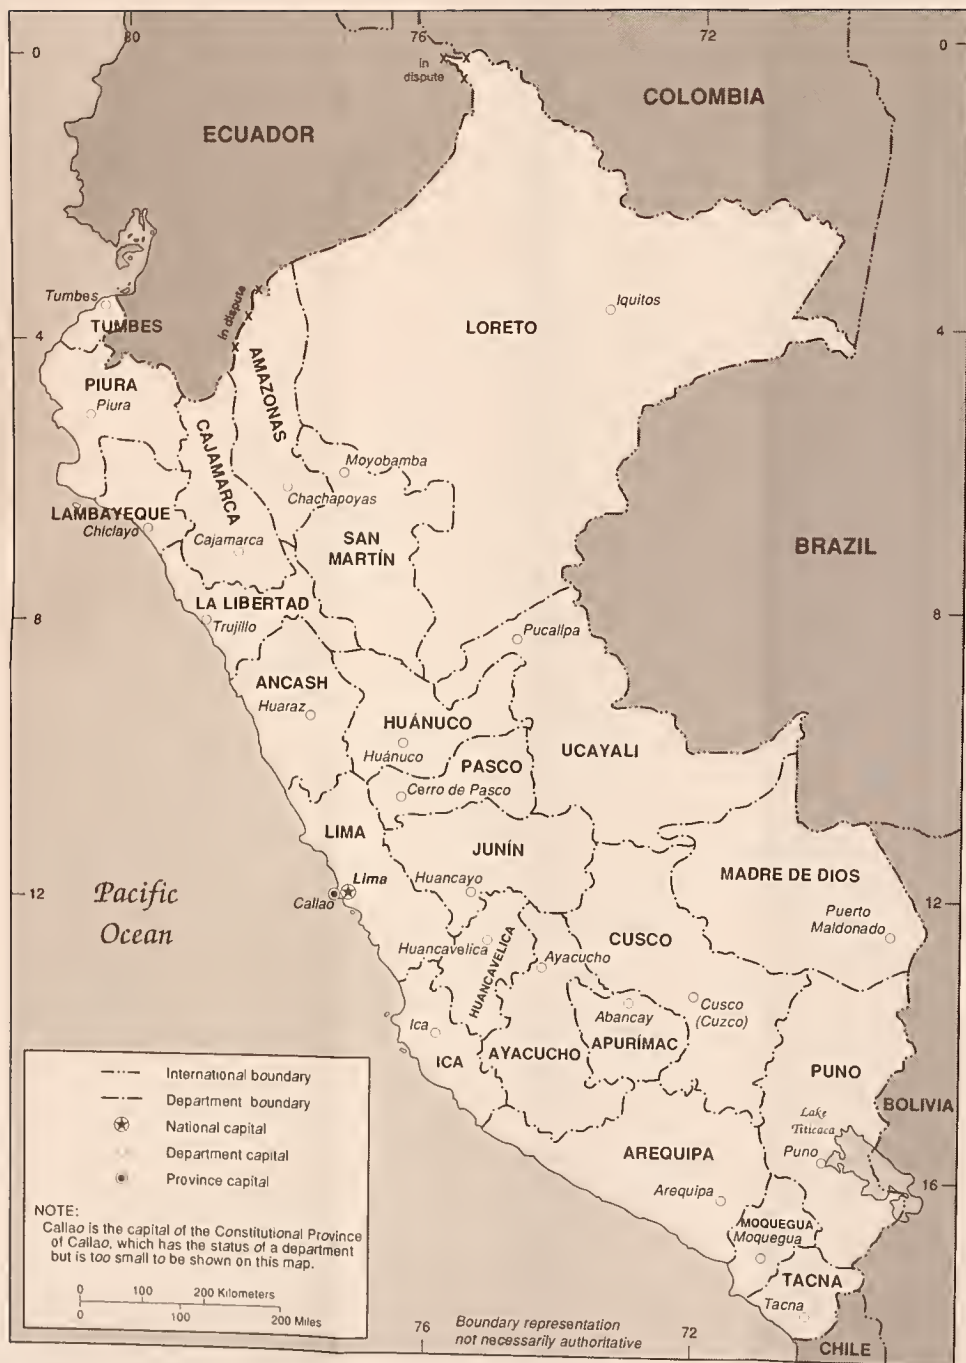 80
76
72
0
0
In
dispute
COLOMBIA
ECUADOR
Tumbes
TUMBES
In dispute
Iquitos
LORETO
4
4
AMAZONAS
PIURA
Piura
CAJAMARCA
Moyobamba
Chachapoyas
LAMBAYEQUE
Chiclayo
Cajamarca
SAN
MARTÍN
BRAZIL
LA LIBERTAD
8
Trujillo
Pucallpa
8
ANCASH
Huaraz
HUÁNUCO
Huánuco
PASCO
UCAYALI
Cerro de Pasco
LIMA
JUNÍN
MADRE DE DIOS
Pacific
Ocean
12
Lima
Callao
Huancayo
12
Puerto
Maldonado
Huancavelica
HUANCAVELICA
Ayacucho
CUSCO
Cusco
(Cuzco)
Abancay
APURÍMAC
Ica
ICA
AYACUCHO
PUNO
BOLIVIA
Lake
Titicaca
Puno
AREQUIPA
Arequipa
16
MOQUEGUA
Moquegua
TACNA
Tacna
CHILE
International boundary
Department boundary
National capital
Department capital
Province capital
NOTE:
Callao is the capital of the Constitutional Province
of Callao, which has the status of a department
but is too small to be shown on this map.
0 100 200 Kilometers
0 100 200 Miles
76
72
Boundary representation
not necessarily authoritative